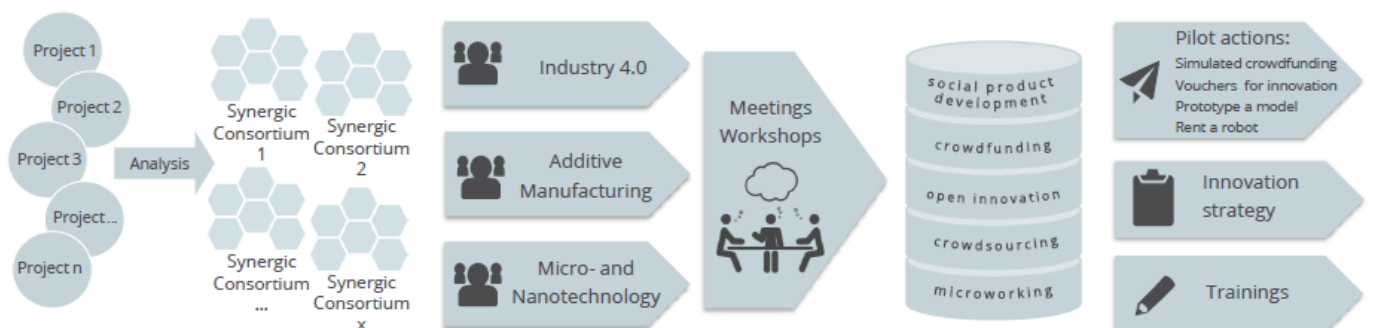 Project 1
Project 2
Project 3
Project...
Project n
Analysis
Synergic
Consortium
1
Synergic
Consortium
2
Synergic
Consortium
...
Synergic
Consortium
x
Industry 4.0
Additive
Manufacturing
Micro- and
Nanotechnology
Meetings
Workshops
social product
development
crowdfunding
open innovation
crowdsourcing
microworking
Pilot actions:
Simulated crowdfunding
Vouchers for innovation
Prototype a model
Rent a robot
Innovation
strategy
Trainings